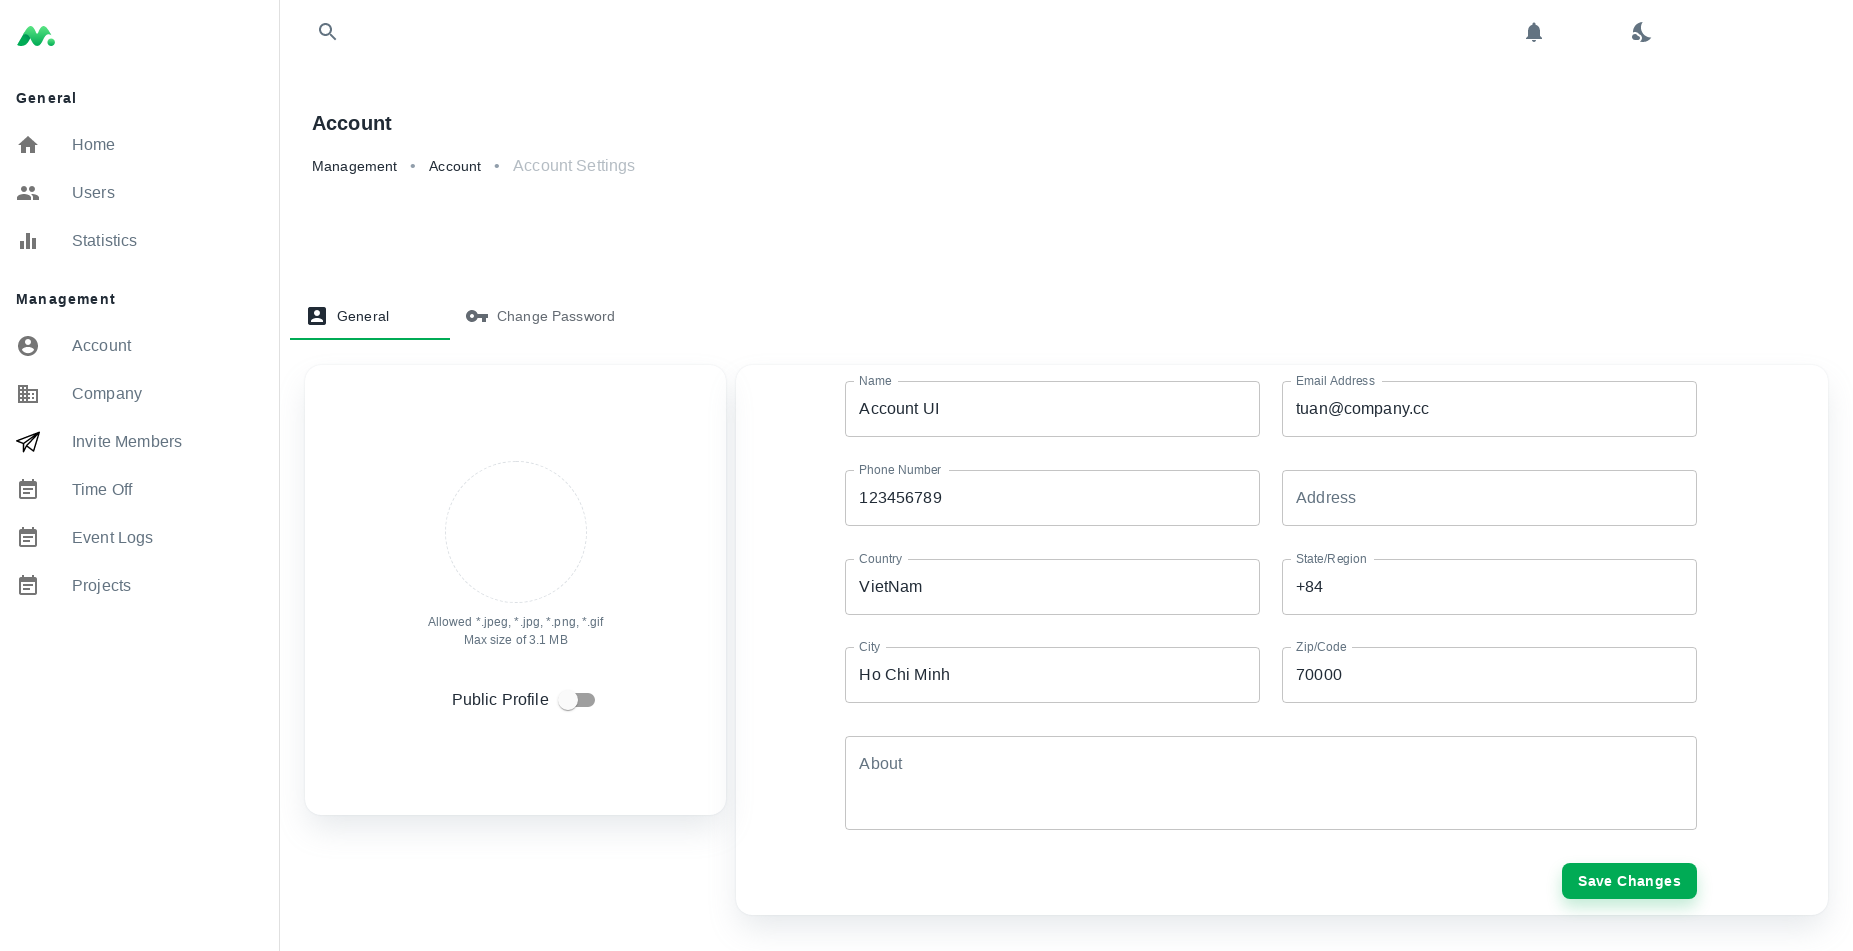 General
Home
Users
Statistics
Management
Account
Company
Invite Members
Time Off
Event Logs
Projects
Account
Management • Account • Account Settings
General
Change Password
Allowed *.jpeg, *.jpg, *.png, *.gif
Max size of 3.1 MB
Public Profile
Name
Account UI
Email Address
tuan@company.cc
Phone Number
123456789
Address
Country
VietNam
State/Region
+84
City
Ho Chi Minh
Zip/Code
70000
About
Save Changes